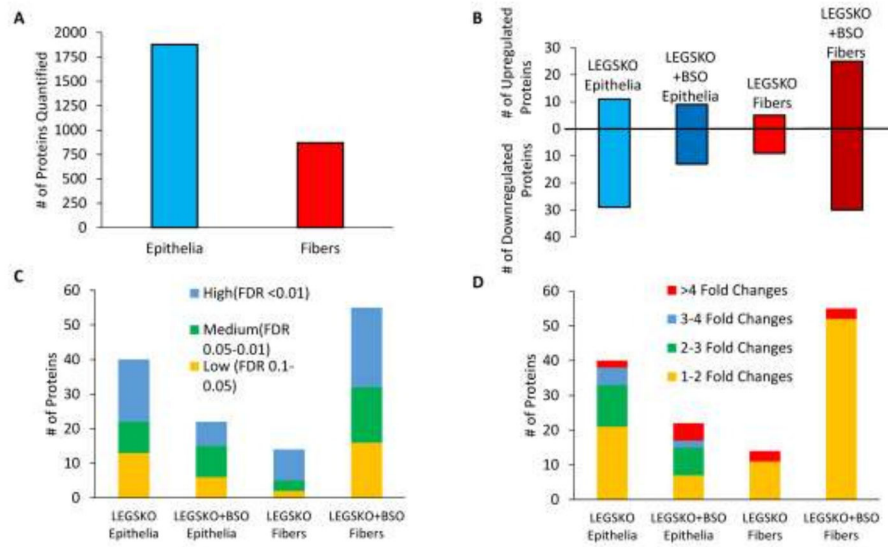 A
# of Proteins Quantified
2000
1750
1500
1250
1000
750
500
250
0
Epithelia
Fibers
B
# of Upregulated
Proteins
# of Downregulated
Proteins
30
20
10
0
10
20
30
40
LEGSKO
Epithelia
LEGSKO
+BSO
Epithelia
LEGSKO
Fibers
LEGSKO
+BSO
Fibers
C
# of Proteins
60
50
40
30
20
10
0
High(FDR <0.01)
Medium(FDR
0.05-0.01)
Low (FDR 0.1-
0.05)
LEGSKO
Epithelia
LEGSKO+BSO
Epithelia
LEGSKO
Fibers
LEGSKO+BSO
Fibers
D
# of Proteins
60
50
40
30
20
10
0
>4 Fold Changes
3-4 Fold Changes
2-3 Fold Changes
1-2 Fold Changes
LEGSKO
Epithelia
LEGSKO+BSO
Epithelia
LEGSKO
Fibers
LEGSKO+BSO
Fibers